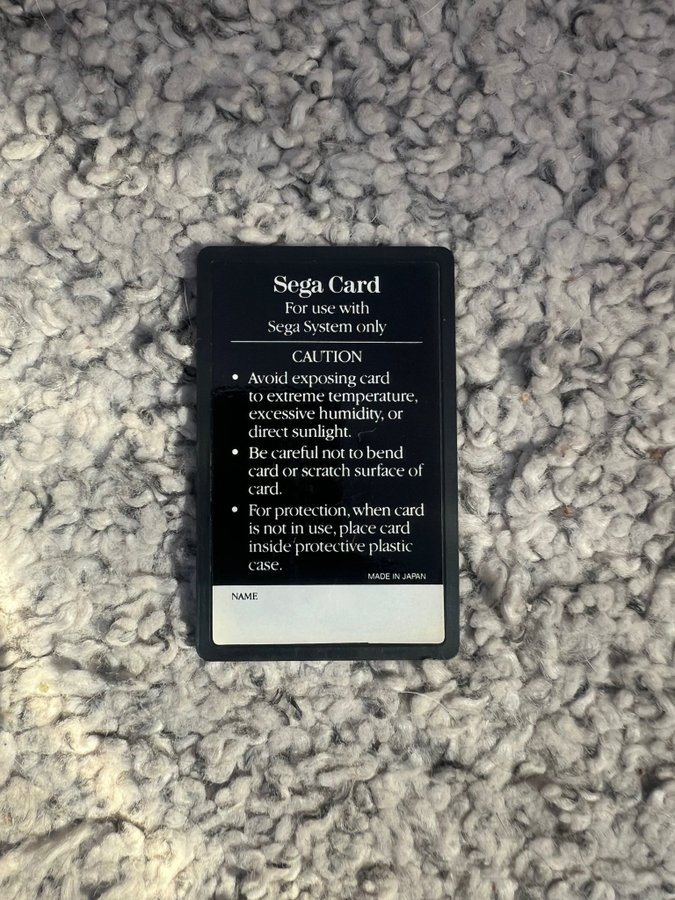 Sega Card
For use with
Sega System only
CAUTION
• Avoid exposing card
to extreme temperature,
excessive humidity, or
direct sunlight.
• Be careful not to bend
card or scratch surface of
card.
• For protection, when card
is not in use, place card
inside protective plastic
case.
MADE IN JAPAN
NAME